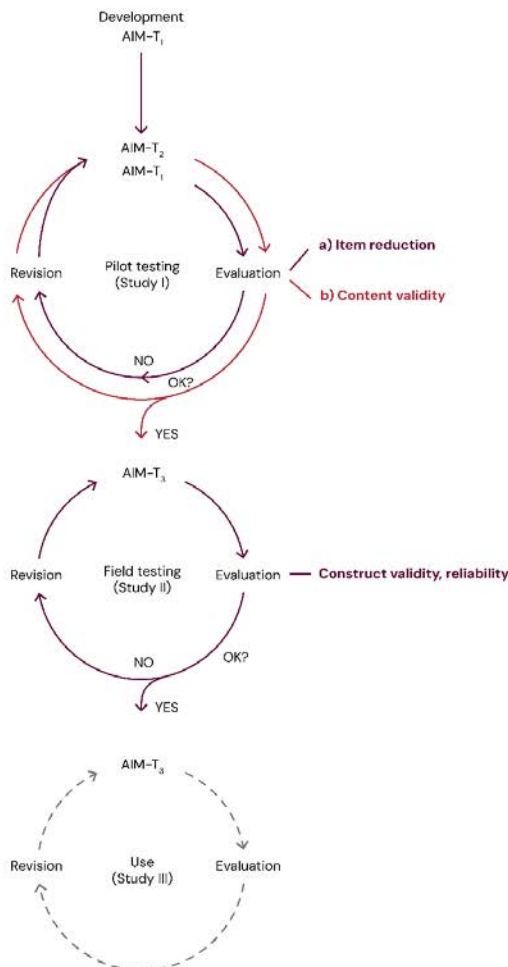 Development
AIM-T₁
AIM-T₂
AIM-T₁
a) Item reduction
Revision
Pilot testing
(Study I)
Evaluation
b) Content validity
NO
OK?
YES
AIM-T₃
Revision
Field testing
(Study II)
Evaluation
Construct validity, reliability
NO
OK?
YES
AIM-T₃
Revision
Use
(Study III)
Evaluation